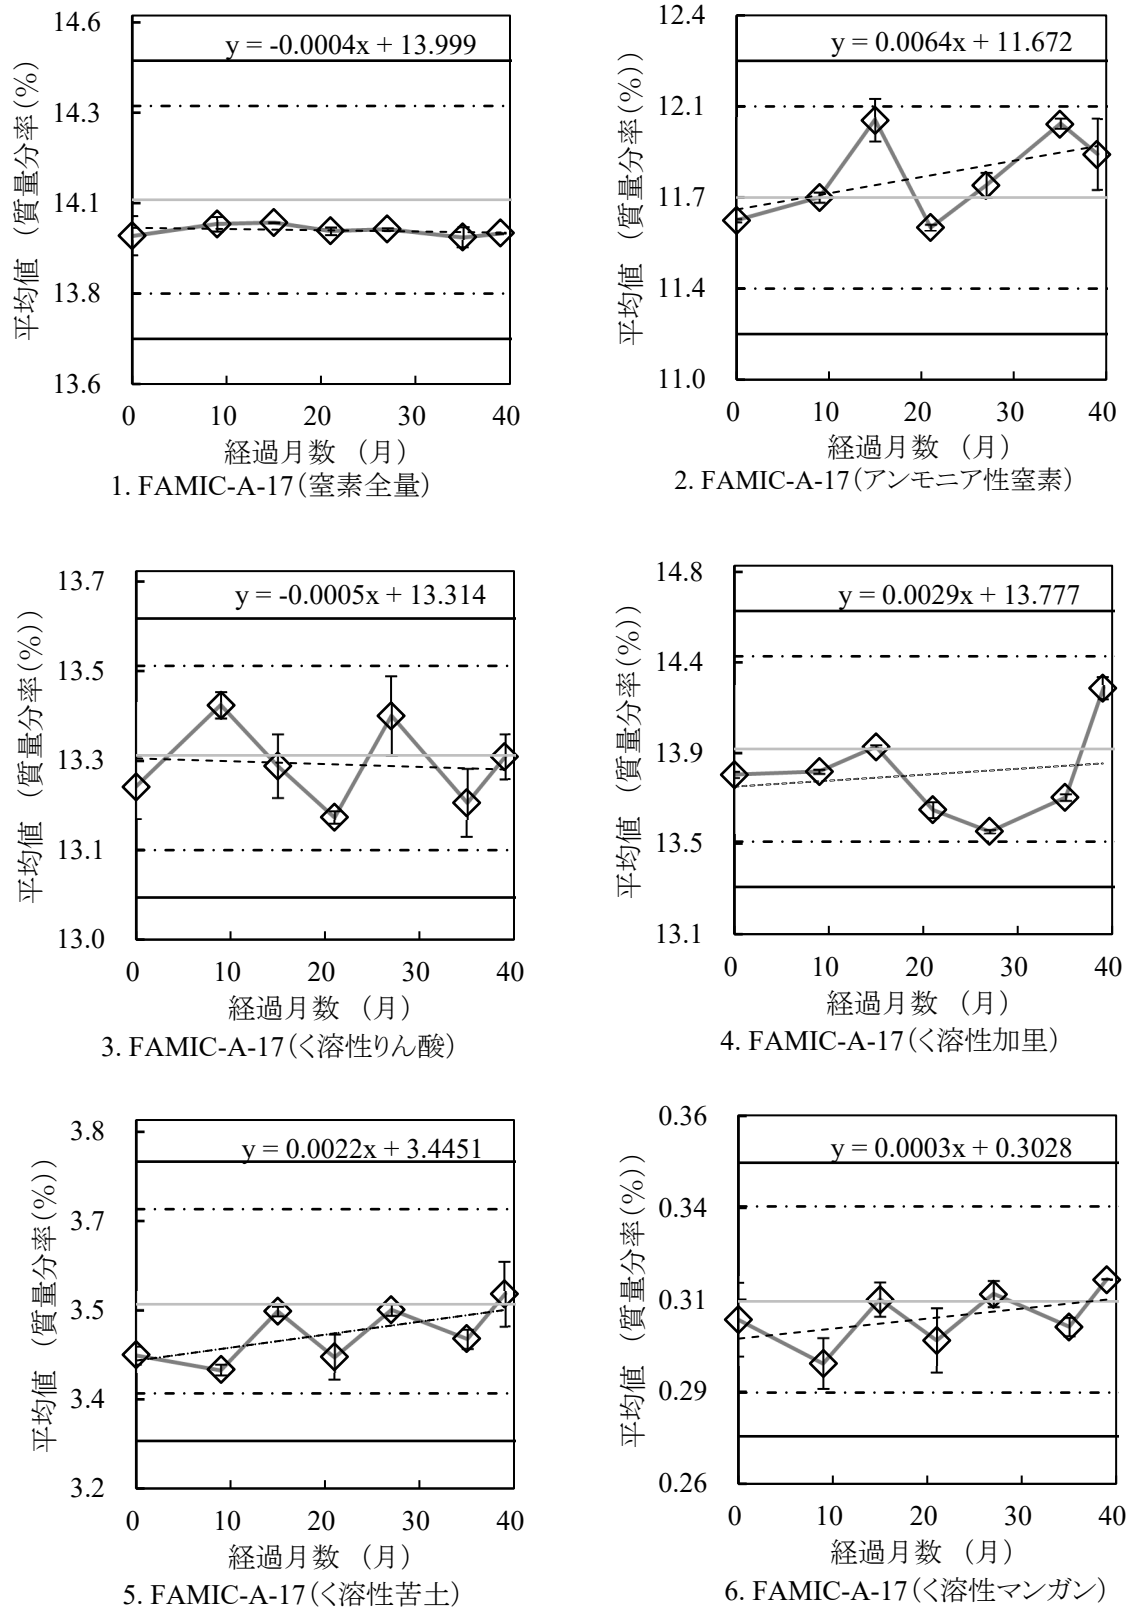 y = -0.0004x + 13.999
14.6
14.3
14.1
13.8
13.6
平均値 (質量分率(%))
0 10 20 30 40
経過月数 (月)
1. FAMIC-A-17(窒素全量)
y = 0.0064x + 11.672
12.4
12.1
11.7
11.4
11.0
平均値 (質量分率(%))
0 10 20 30 40
経過月数 (月)
2. FAMIC-A-17(アンモニア性窒素)
y = -0.0005x + 13.314
13.7
13.5
13.3
13.1
13.0
平均値 (質量分率(%))
0 10 20 30 40
経過月数 (月)
3. FAMIC-A-17(く溶性りん酸)
y = 0.0029x + 13.777
14.8
14.4
13.9
13.5
13.1
平均値 (質量分率(%))
0 10 20 30 40
経過月数 (月)
4. FAMIC-A-17(く溶性加里)
y = 0.0022x + 3.4451
3.8
3.7
3.5
3.4
3.2
平均値 (質量分率(%))
0 10 20 30 40
経過月数 (月)
5. FAMIC-A-17(く溶性苦土)
y = 0.0003x + 0.3028
0.36
0.34
0.31
0.29
0.26
平均値 (質量分率(%))
0 10 20 30 40
経過月数 (月)
6. FAMIC-A-17(く溶性マンガン)